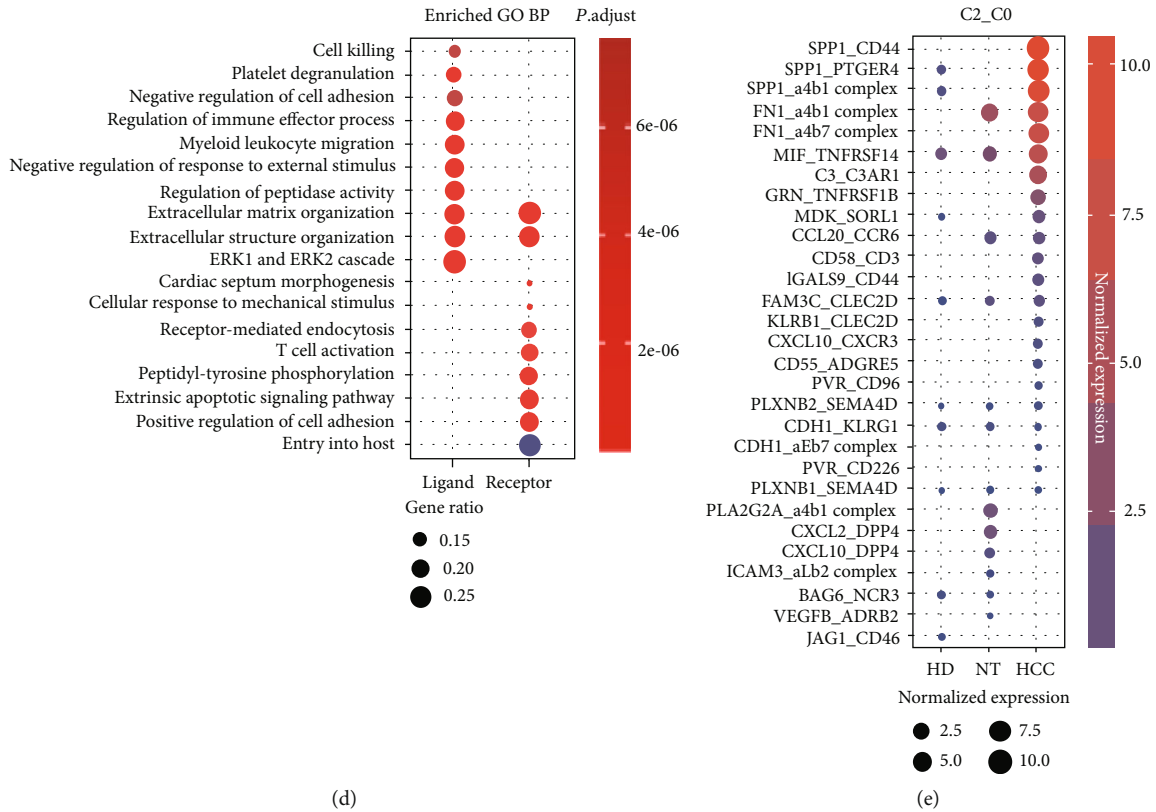 Enriched GO BP
P.adjust
Cell killing
Platelet degranulation
Negative regulation of cell adhesion
Regulation of immune effector process
Myeloid leukocyte migration
Negative regulation of response to external stimulus
Regulation of peptidase activity
Extracellular matrix organization
Extracellular structure organization
ERK1 and ERK2 cascade
Cardiac septum morphogenesis
Cellular response to mechanical stimulus
Receptor-mediated endocytosis
T cell activation
Peptidyl-tyrosine phosphorylation
Extrinsic apoptotic signaling pathway
Positive regulation of cell adhesion
Entry into host
6e-06
4e-06
2e-06
Ligand Receptor
Gene ratio
0.15
0.20
0.25
(d)
C2_C0
SPP1_CD44
SPP1_PTGER4
SPP1_a4b1 complex
FN1_a4b1 complex
FN1_a4b7 complex
MIF_TNFRSF14
C3_C3AR1
GRN_TNFRSF1B
MDK_SORL1
CCL20_CCR6
CD58_CD3
lGALS9_CD44
FAM3C_CLEC2D
KLRB1_CLEC2D
CXCL10_CXCR3
CD55_ADGRE5
PVR_CD96
PLXNB2_SEMA4D
CDH1_KLRG1
CDH1_aEb7 complex
PVR_CD226
PLXNB1_SEMA4D
PLA2G2A_a4b1 complex
CXCL2_DPP4
CXCL10_DPP4
ICAM3_aLb2 complex
BAG6_NCR3
VEGFB_ADRB2
JAG1_CD46
10.0
7.5
5.0
2.5
Normalized expression
HD NT HCC
Normalized expression
2.5 7.5
5.0 10.0
(e)